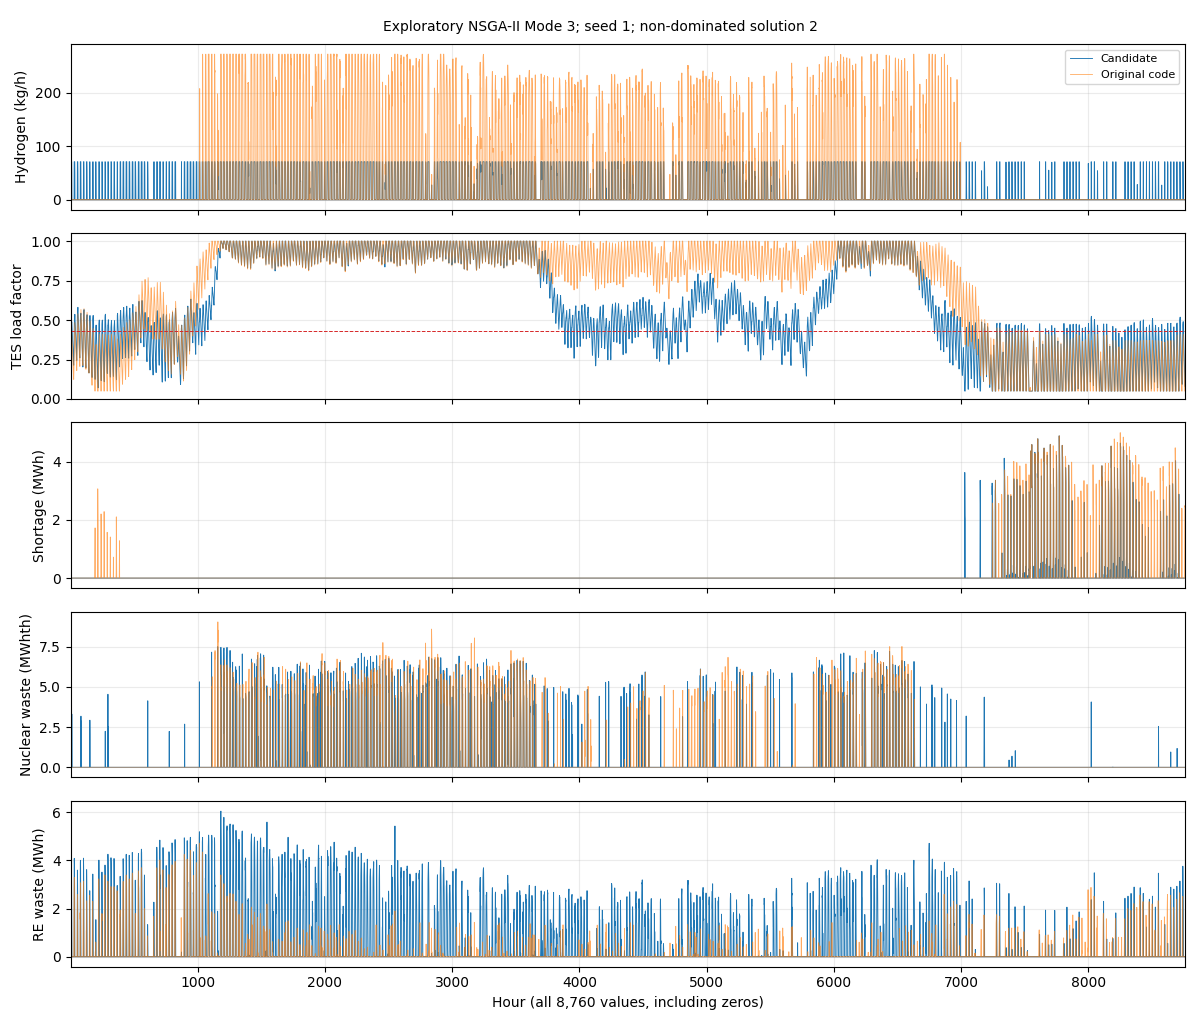 Exploratory NSGA-II Mode 3; seed 1; non-dominated solution 2
Hydrogen (kg/h)
200
100
0
Candidate
Original code
TES load factor
1.00
0.75
0.50
0.25
0.00
Shortage (MWh)
4
2
0
Nuclear waste (MWhth)
7.5
5.0
2.5
0.0
RE waste (MWh)
6
4
2
0
1000 2000 3000 4000 5000 6000 7000 8000
Hour (all 8,760 values, including zeros)